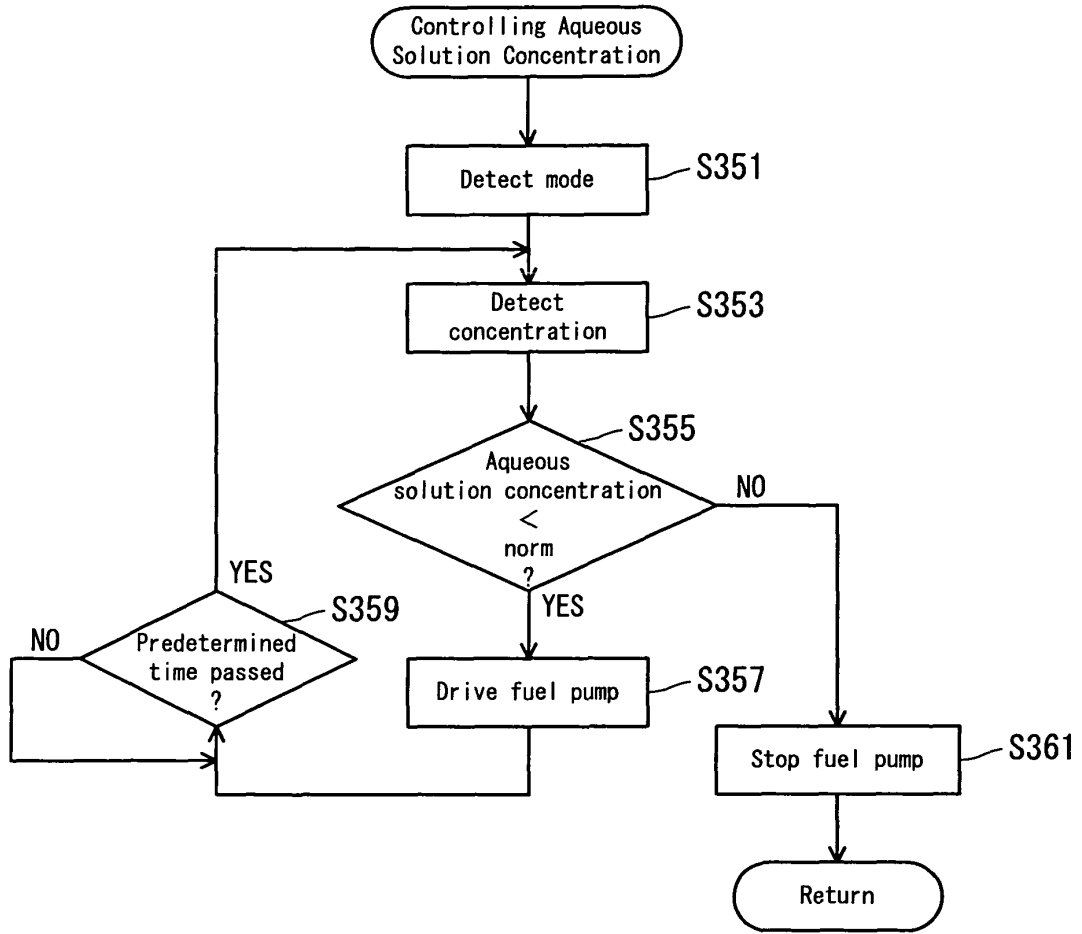 Controlling Aqueous
Solution Concentration
Detect mode
S351
Detect
concentration
S353
S355
Aqueous
solution concentration
<
norm
?
NO
YES
YES
S359
NO
Predetermined
time passed
?
Drive fuel pump
S357
Stop fuel pump
S361
Return